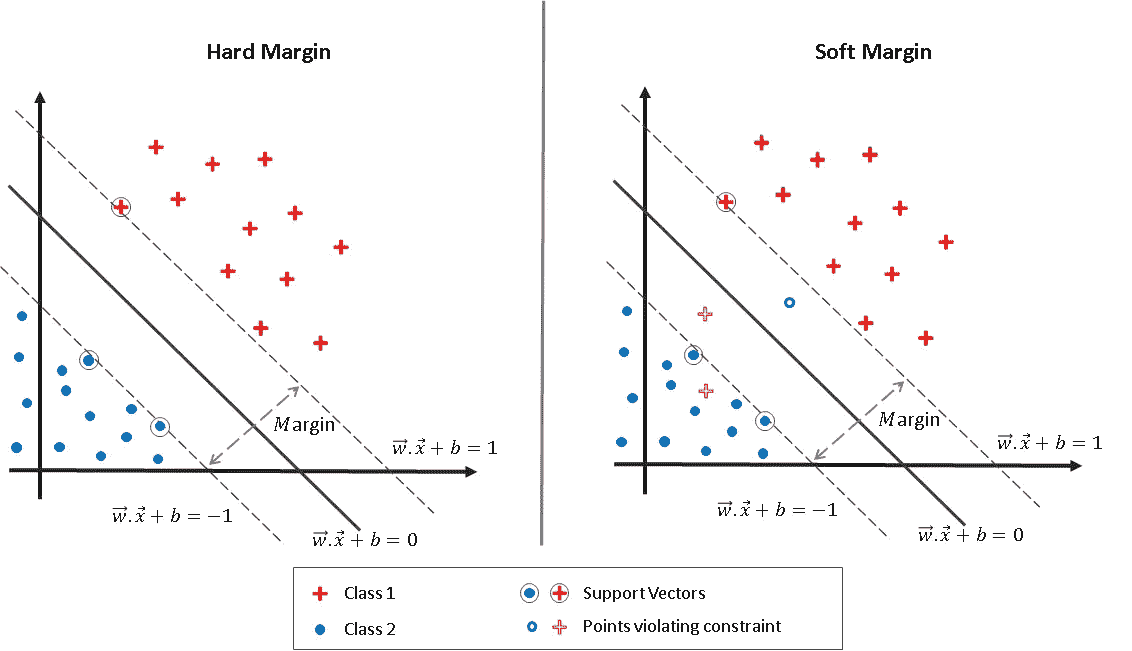 Hard Margin
Margin
w⃗.x⃗ + b = 1
w⃗.x⃗ + b = −1
w⃗.x⃗ + b = 0
Soft Margin
Margin
w⃗.x⃗ + b = 1
w⃗.x⃗ + b = −1
w⃗.x⃗ + b = 0
Class 1
Support Vectors
Class 2
Points violating constraint